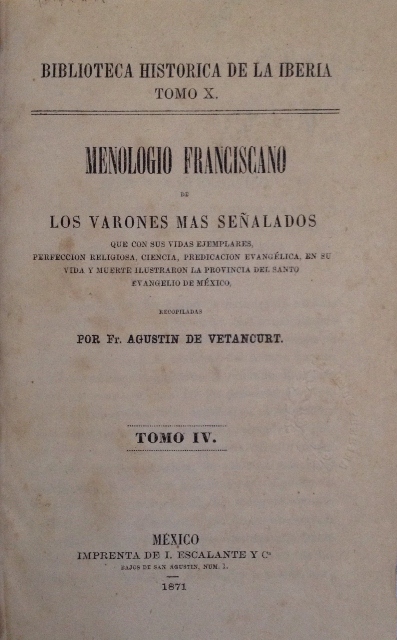 BIBLIOTECA HISTORICA DE LA IBERIA
TOMO X.
MENOLOGIO FRANCISCANO
DE
LOS VARONES MAS SEÑALADOS
QUE CON SUS VIDAS EJEMPLARES,
PERFECCION RELIGIOSA, CIENCIA, PREDICACION EVANGÉLICA, EN SU
VIDA Y MUERTE ILUSTRARON LA PROVINCIA DEL SANTO
EVANGELIO DE MÉXICO,
RECOPILADAS
POR Fr. AGUSTIN DE VETANCURT.
TOMO IV.
MÉXICO
IMPRENTA DE I. ESCALANTE Y Cª
BAJOS DE SAN AGUSTIN, NUM. 1.
1871